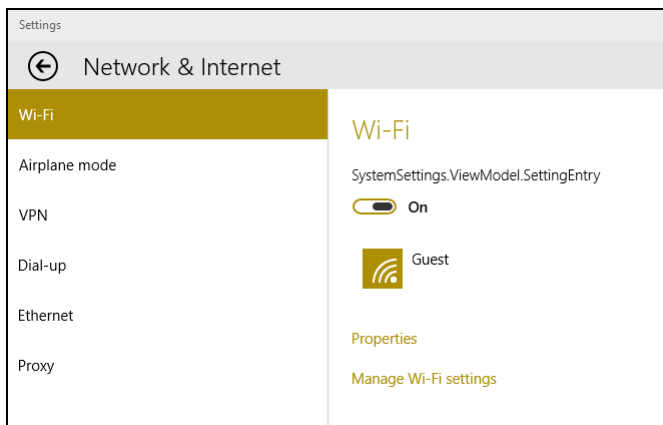 Settings
Network & Internet
Wi-Fi
Airplane mode
VPN
Dial-up
Ethernet
Proxy
Wi-Fi
SystemSettings.ViewModel.SettingEntry
On
Guest
Properties
Manage Wi-Fi settings